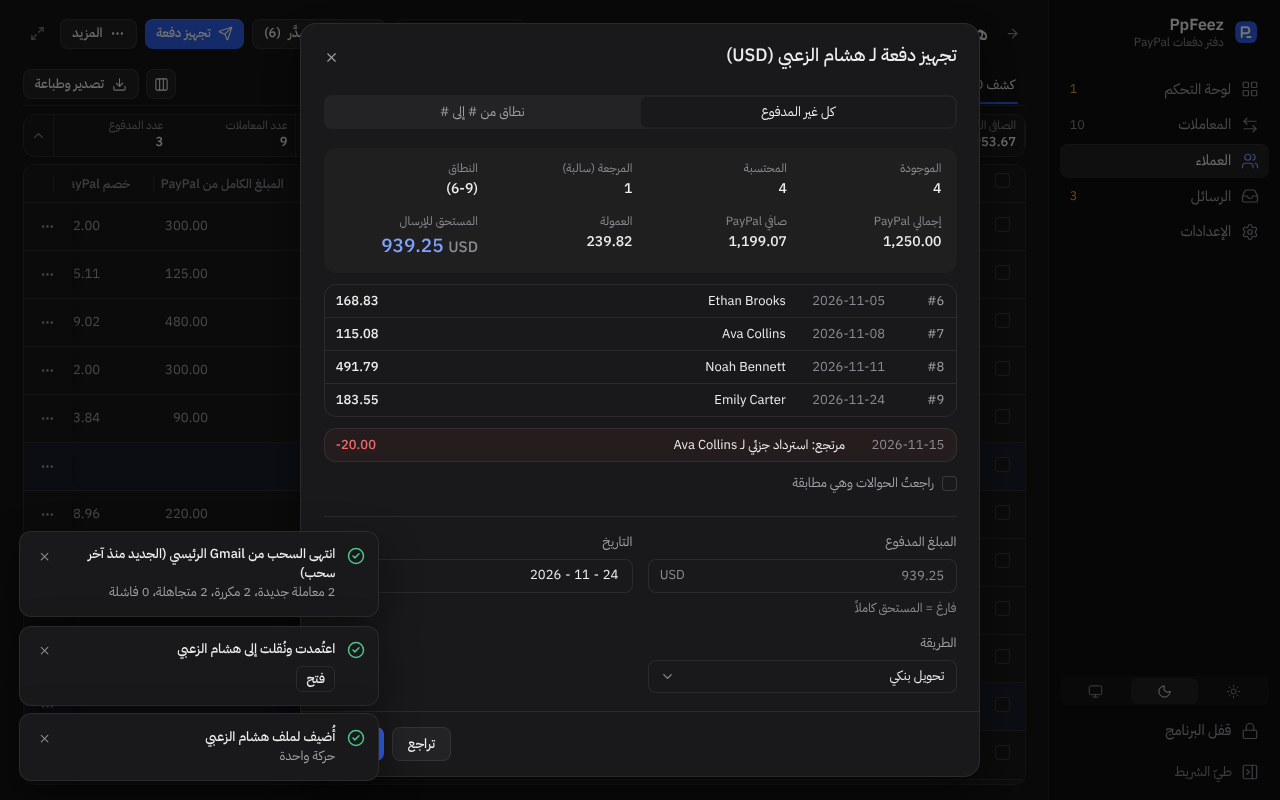 PpFeez
دفتر دفعات PayPal
لوحة التحكم 1
المعاملات 10
العملاء
الرسائل 3
الإعدادات
قفل البرنامج
طيّ الشريط
تجهيز دفعة
المزيد
(6)
كشف
تصدير وطباعة
عدد المعاملات
9
عدد المدفوع
3
53.67
المبلغ الكامل من PayPal
خصم
300.00 2.00
125.00 5.11
480.00 9.02
300.00 2.00
90.00 3.84
220.00 8.96
تجهيز دفعة لـ هشام الزعبي (USD)
كل غير المدفوع
نطاق من # إلى #
الموجودة
4
المحتسبة
4
المرجعة (سالبة)
1
النطاق
(6-9)
إجمالي PayPal
1,250.00
صافي PayPal
1,199.07
العمولة
239.82
المستحق للإرسال
939.25 USD
#6 2026-11-05 Ethan Brooks 168.83
#7 2026-11-08 Ava Collins 115.08
#8 2026-11-11 Noah Bennett 491.79
#9 2026-11-24 Emily Carter 183.55
2026-11-15 مرتجع: استرداد جزئي لـ Ava Collins -20.00
راجعتُ الحوالات وهي مطابقة
المبلغ المدفوع
939.25 USD
فارغ = المستحق كاملاً
التاريخ
2026 - 11 - 24
الطريقة
تحويل بنكي
تراجع
انتهى السحب من Gmail الرئيسي (الجديد منذ آخر
سحب)
2 معاملة جديدة، 2 مكررة، 2 متجاهلة، 0 فاشلة
اعتُمدت ونُقلت إلى هشام الزعبي
فتح
أُضيف لملف هشام الزعبي
حركة واحدة